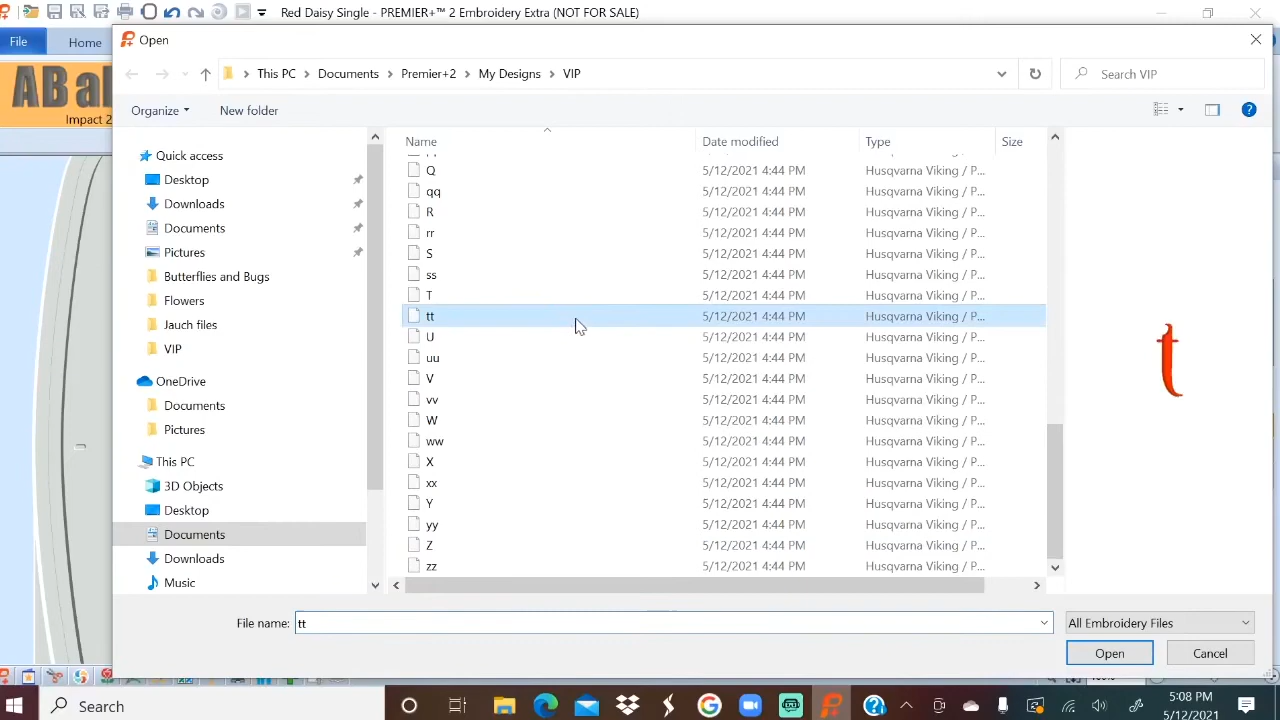 Red Daisy Single - PREMIER+™ 2 Embroidery Extra (NOT FOR SALE)
File Home
Open
ABa
Impact 2
This PC > Documents > Premier+2 > My Designs > VIP
Search VIP
Organize New folder
Name Date modified Type Size
Quick access
Desktop
Downloads
Documents
Pictures
Butterflies and Bugs
Flowers
Jauch files
VIP
OneDrive
Documents
Pictures
This PC
3D Objects
Desktop
Documents
Downloads
Music
Q 5/12/2021 4:44 PM Husqvarna Viking / P...
qq 5/12/2021 4:44 PM Husqvarna Viking / P...
R 5/12/2021 4:44 PM Husqvarna Viking / P...
rr 5/12/2021 4:44 PM Husqvarna Viking / P...
S 5/12/2021 4:44 PM Husqvarna Viking / P...
ss 5/12/2021 4:44 PM Husqvarna Viking / P...
T 5/12/2021 4:44 PM Husqvarna Viking / P...
tt 5/12/2021 4:44 PM Husqvarna Viking / P...
U 5/12/2021 4:44 PM Husqvarna Viking / P...
uu 5/12/2021 4:44 PM Husqvarna Viking / P...
V 5/12/2021 4:44 PM Husqvarna Viking / P...
vv 5/12/2021 4:44 PM Husqvarna Viking / P...
W 5/12/2021 4:44 PM Husqvarna Viking / P...
ww 5/12/2021 4:44 PM Husqvarna Viking / P...
X 5/12/2021 4:44 PM Husqvarna Viking / P...
xx 5/12/2021 4:44 PM Husqvarna Viking / P...
Y 5/12/2021 4:44 PM Husqvarna Viking / P...
yy 5/12/2021 4:44 PM Husqvarna Viking / P...
Z 5/12/2021 4:44 PM Husqvarna Viking / P...
zz 5/12/2021 4:44 PM Husqvarna Viking / P...
t
File name: tt All Embroidery Files
Open Cancel
Search
5:08 PM
5/12/2021